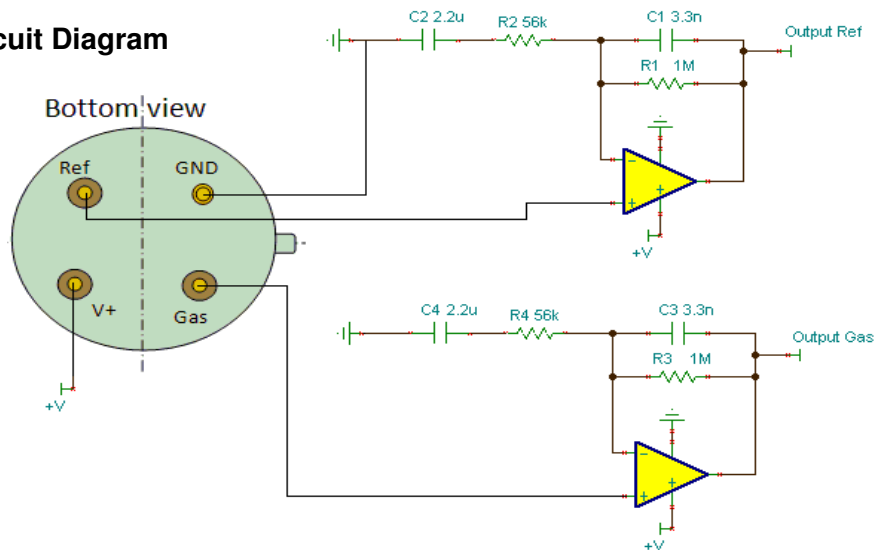 cuit Diagram
C2 2.2u
R2 56k
C1 3.3n
Output Ref
R1 1M
Bottom view
Ref
GND
-
+
+
+V
V+
Gas
+V
C4 2.2u
R4 56k
C3 3.3n
Output Gas
R3 1M
-
+
+
+V